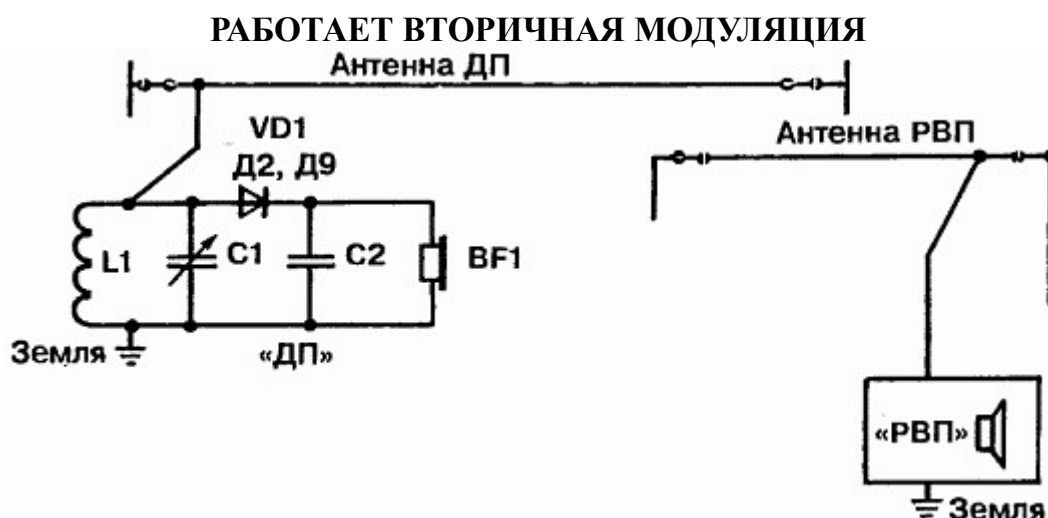 РАБОТАЕТ ВТОРИЧНАЯ МОДУЛЯЦИЯ
Антенна ДП
VD1
Д2, Д9
Антенна РВП
L1
C1
C2
BF1
Земля
«ДП»
«РВП»
Земля